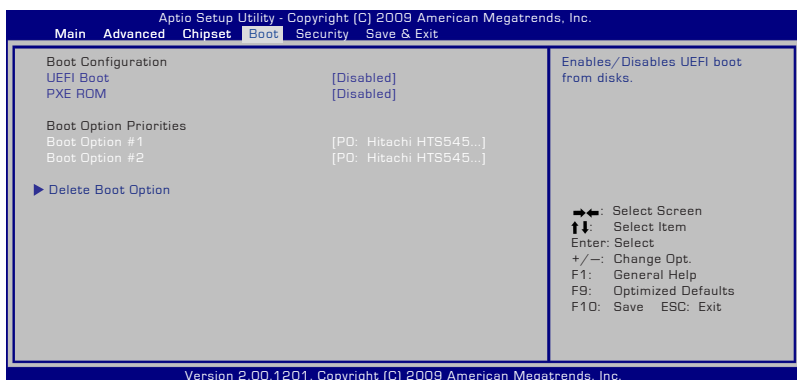 Aptio Setup Utility - Copyright (C) 2009 American Megatrends, Inc.
Main Advanced Chipset Boot Security Save & Exit
Boot Configuration
UEFI Boot [Disabled]
PXE ROM [Disabled]
Boot Option Priorities
Boot Option #1 [P0: Hitachi HTS545...]
Boot Option #2 [P0: Hitachi HTS545...]
Delete Boot Option
Enables/Disables UEFI boot
from disks.
→←: Select Screen
↑↓: Select Item
Enter: Select
+/—: Change Opt.
F1: General Help
F9: Optimized Defaults
F10: Save ESC: Exit
Version 2.00.1201. Copyright (C) 2009 American Megatrends, Inc.